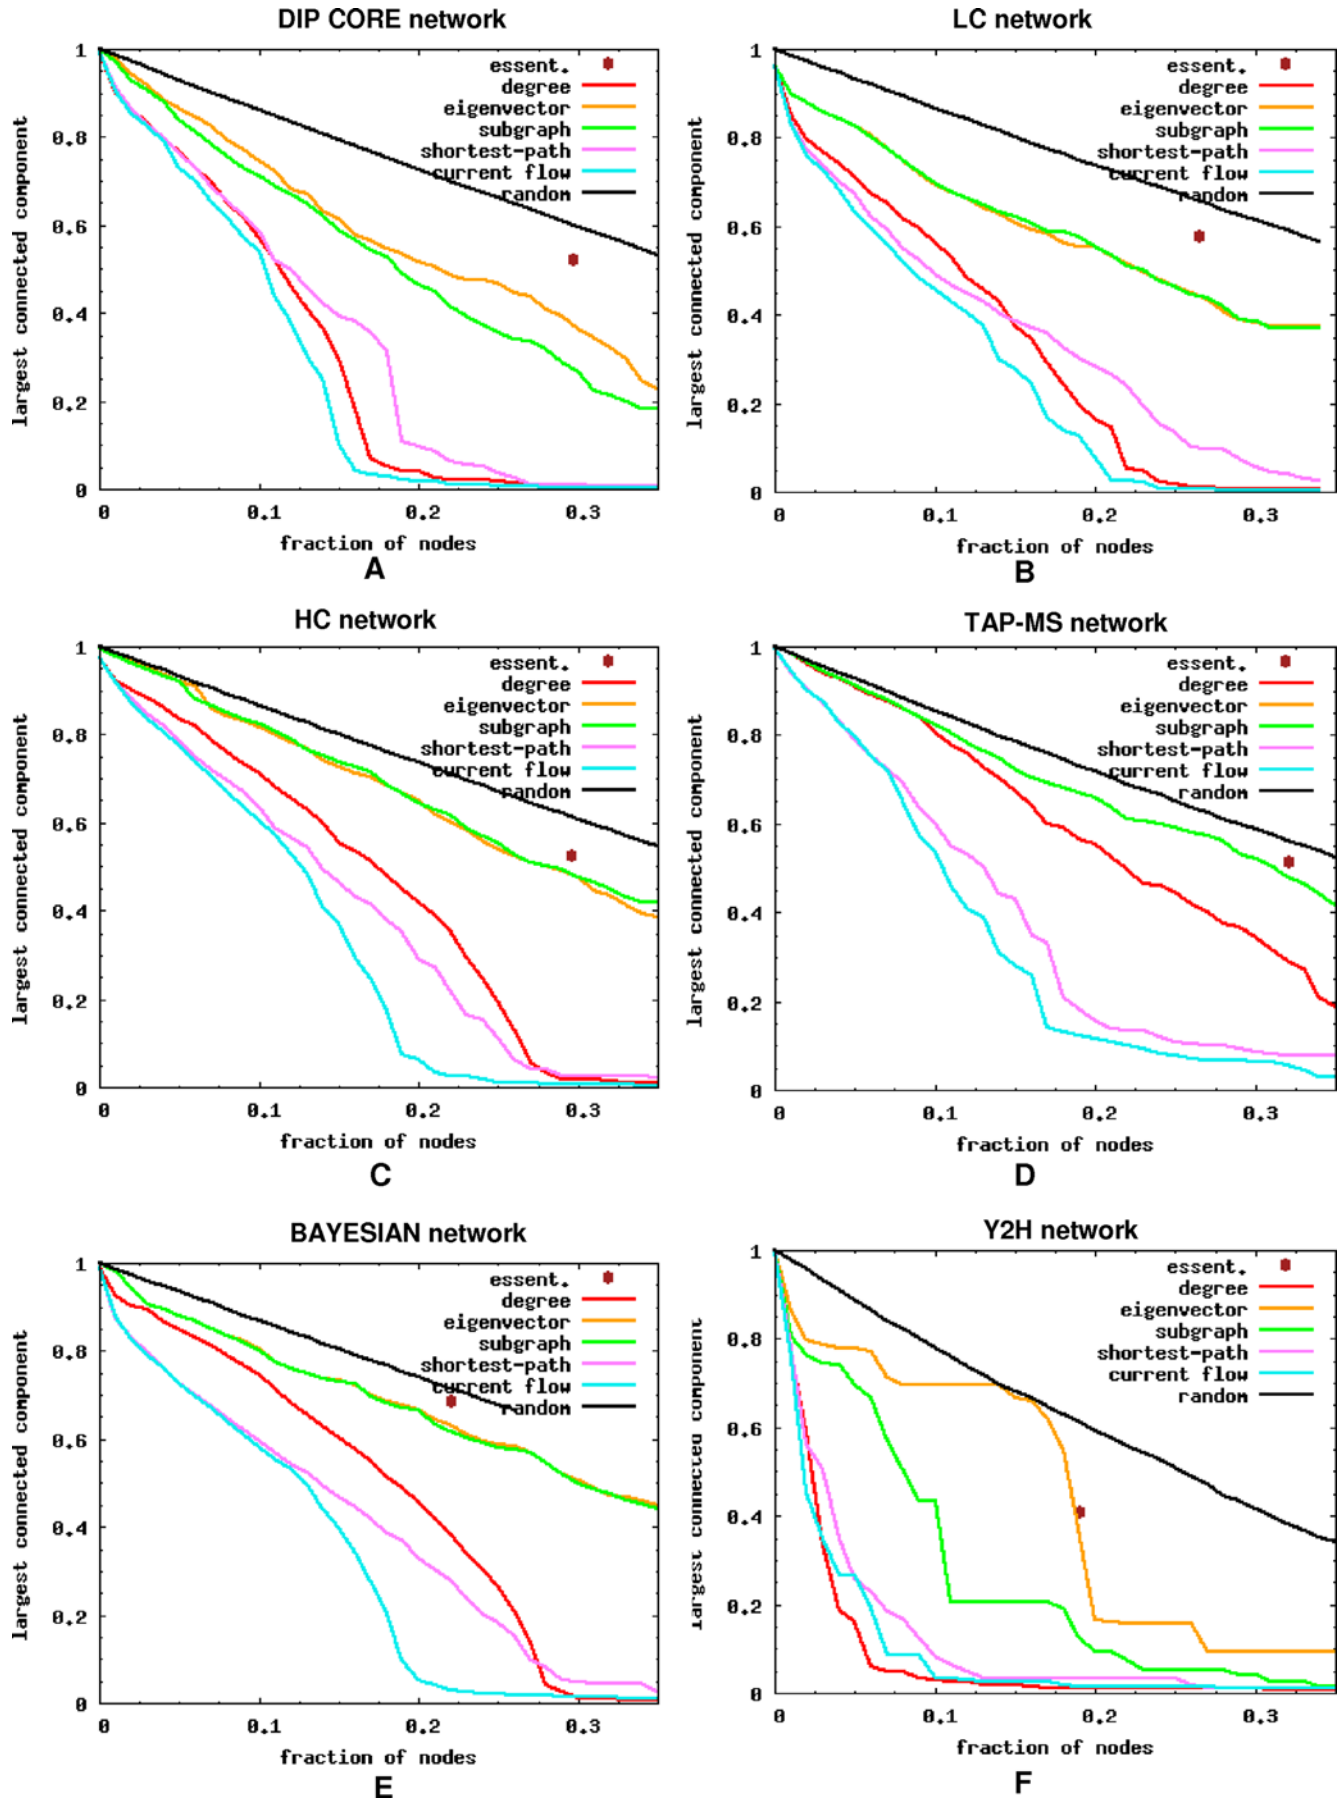 DIP CORE network
1
0.8
0.6
0.4
0.2
0
0
0.1
0.2
0.3
largest connected component
fraction of nodes
essent.
degree
eigenvector
subgraph
shortest-path
current flow
random
A
LC network
1
0.8
0.6
0.4
0.2
0
0
0.1
0.2
0.3
largest connected component
fraction of nodes
essent.
degree
eigenvector
subgraph
shortest-path
current flow
random
B
HC network
1
0.8
0.6
0.4
0.2
0
0
0.1
0.2
0.3
largest connected component
fraction of nodes
essent.
degree
eigenvector
subgraph
shortest-path
current flow
random
C
TAP-MS network
1
0.8
0.6
0.4
0.2
0
0
0.1
0.2
0.3
largest connected component
fraction of nodes
essent.
degree
eigenvector
subgraph
shortest-path
current flow
random
D
BAYESIAN network
1
0.8
0.6
0.4
0.2
0
0
0.1
0.2
0.3
largest connected component
fraction of nodes
essent.
degree
eigenvector
subgraph
shortest-path
current flow
random
E
Y2H network
1
0.8
0.6
0.4
0.2
0
0
0.1
0.2
0.3
largest connected component
fraction of nodes
essent.
degree
eigenvector
subgraph
shortest-path
current flow
random
F